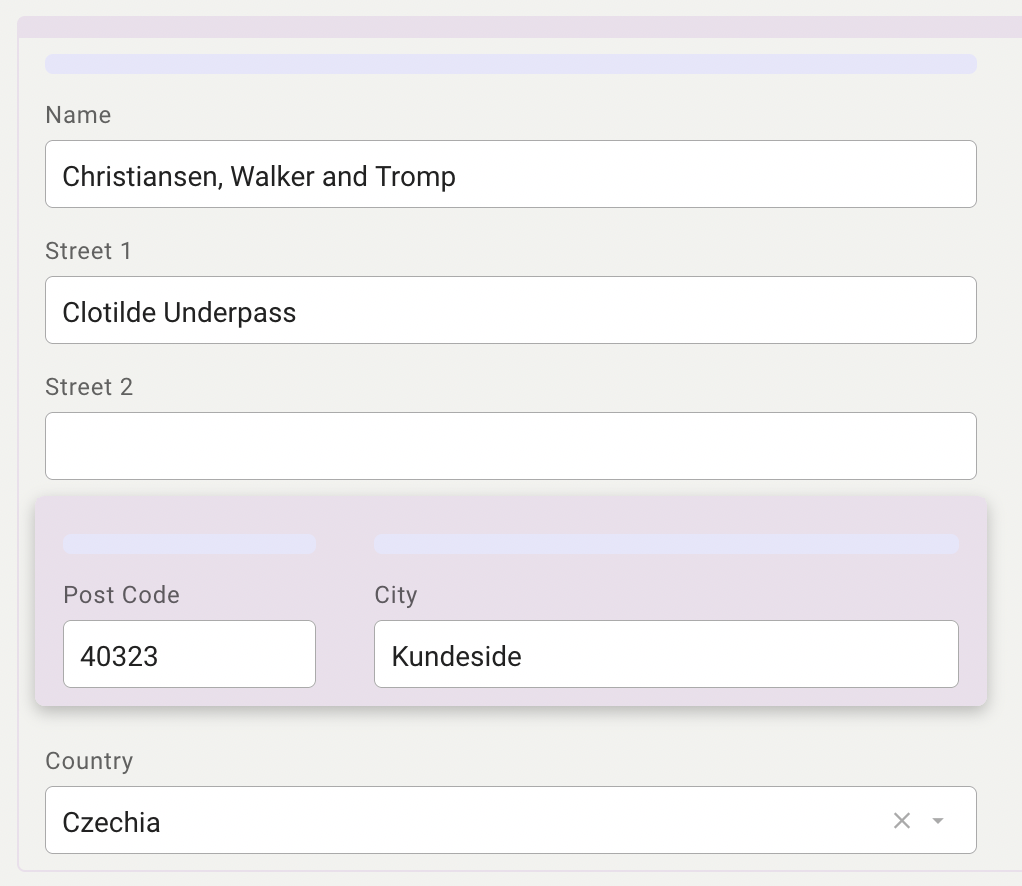 Name
Christiansen, Walker and Tromp
Street 1
Clotilde Underpass
Street 2
Post Code City
40323 Kundeside
Country
Czechia